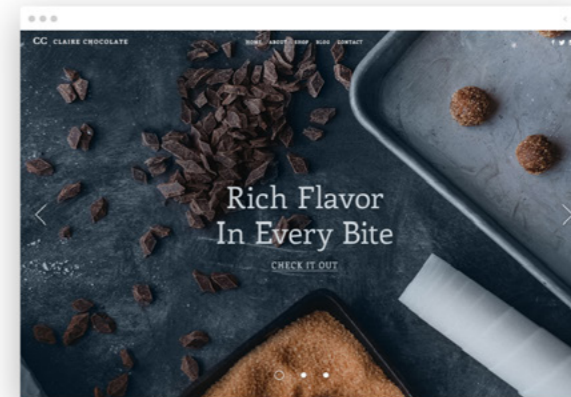 CC CLAIRE CHOCOLATE HOME ABOUT SHOP BLOG CONTACT
Rich Flavor
In Every Bite
CHECK IT OUT